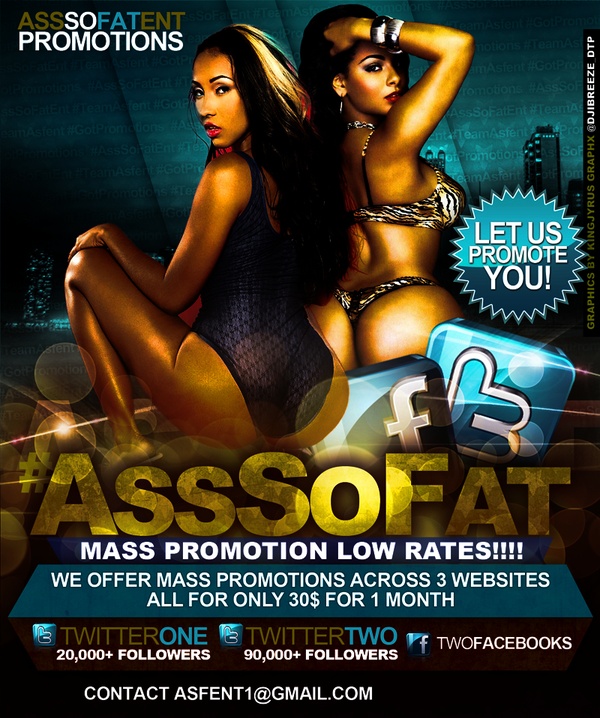 ASSSOFATENT
PROMOTIONS
LET US
PROMOTE
YOU!
GRAPHICS BY KINGJYRUS GRAPHX @DJIBREEZE_DTP
#ASSSOFAT
MASS PROMOTION LOW RATES!!!!
WE OFFER MASS PROMOTIONS ACROSS 3 WEBSITES
ALL FOR ONLY 30$ FOR 1 MONTH
TWITTERONE
20,000+ FOLLOWERS
TWITTERTWO
90,000+ FOLLOWERS
TWOFACEBOOKS
CONTACT ASFENT1@GMAIL.COM